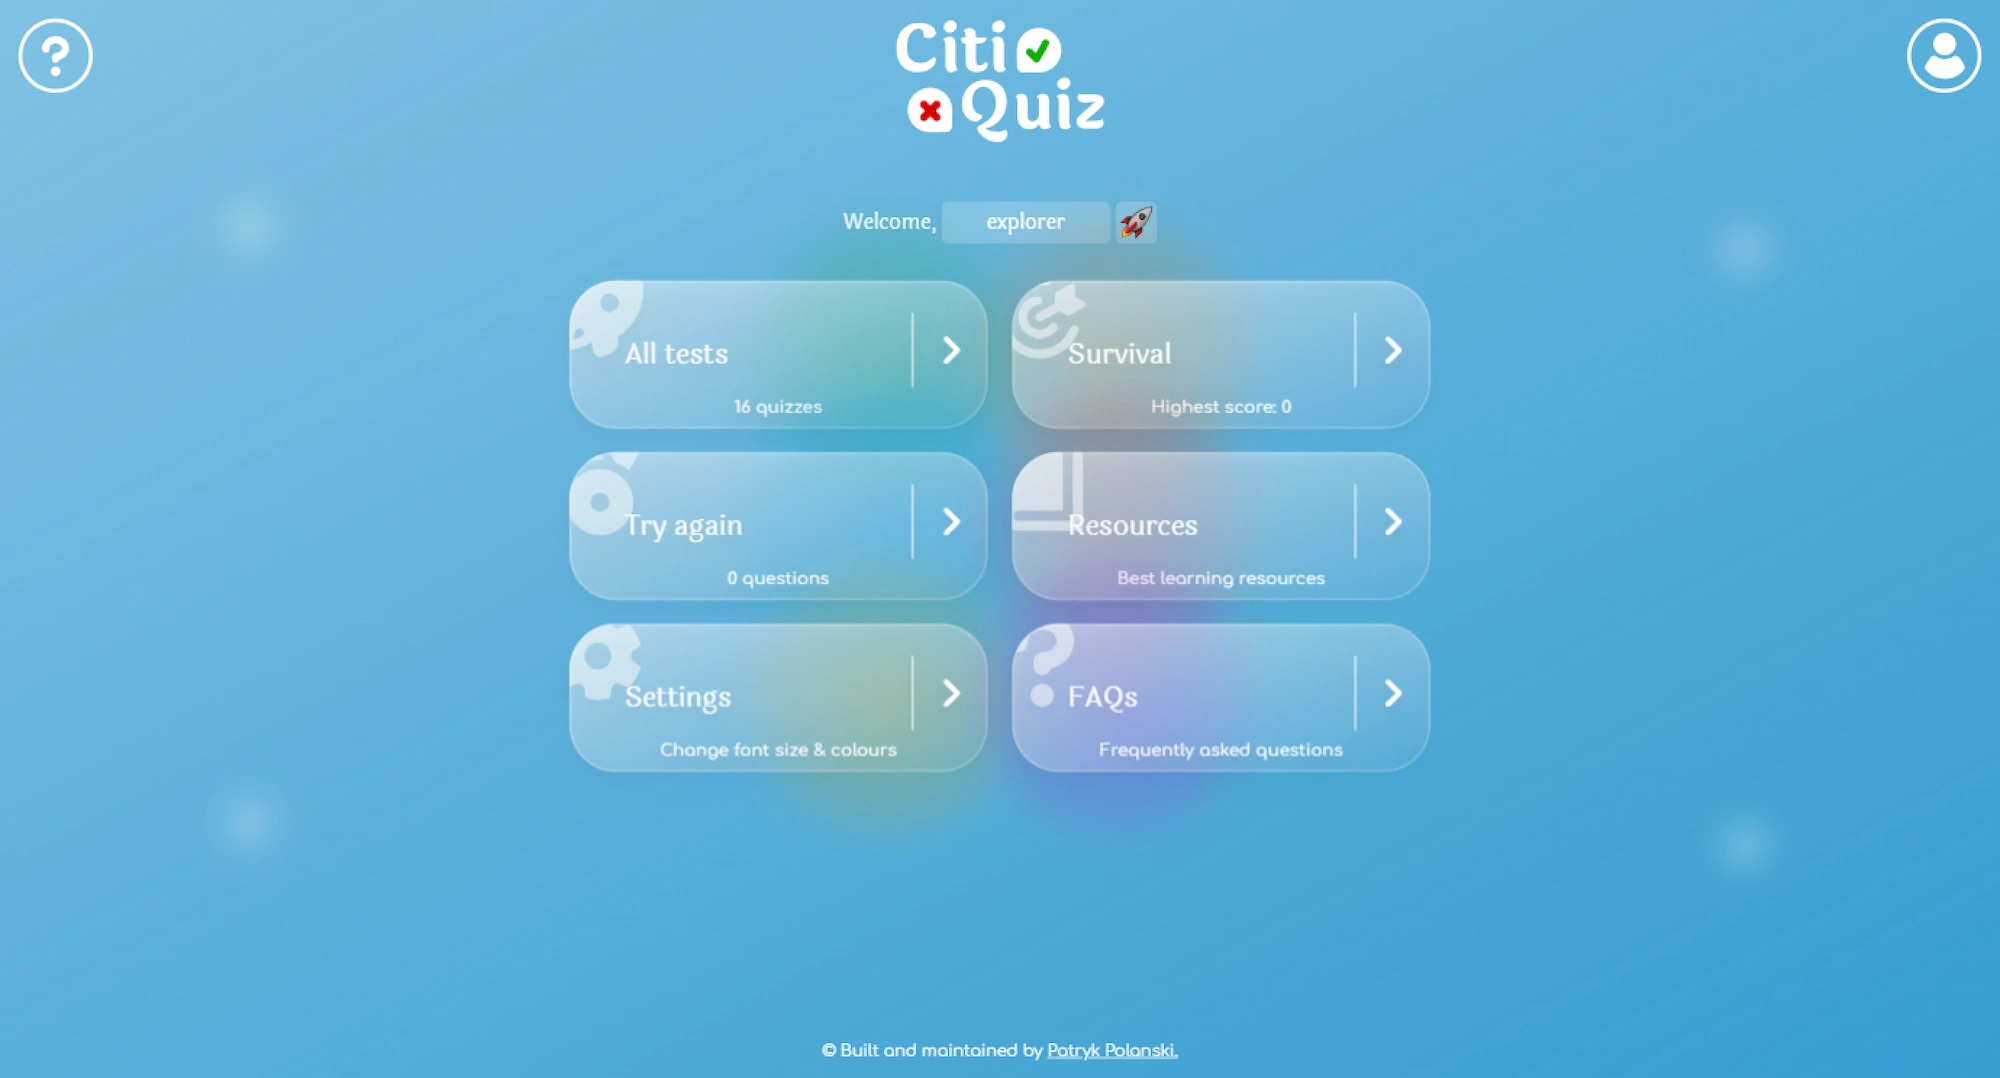 Citi
Quiz
Welcome, explorer
All tests
16 quizzes
Survival
Highest score: 0
Try again
0 questions
Resources
Best learning resources
Settings
Change font size & colours
FAQs
Frequently asked questions
© Built and maintained by Patryk Polanski.